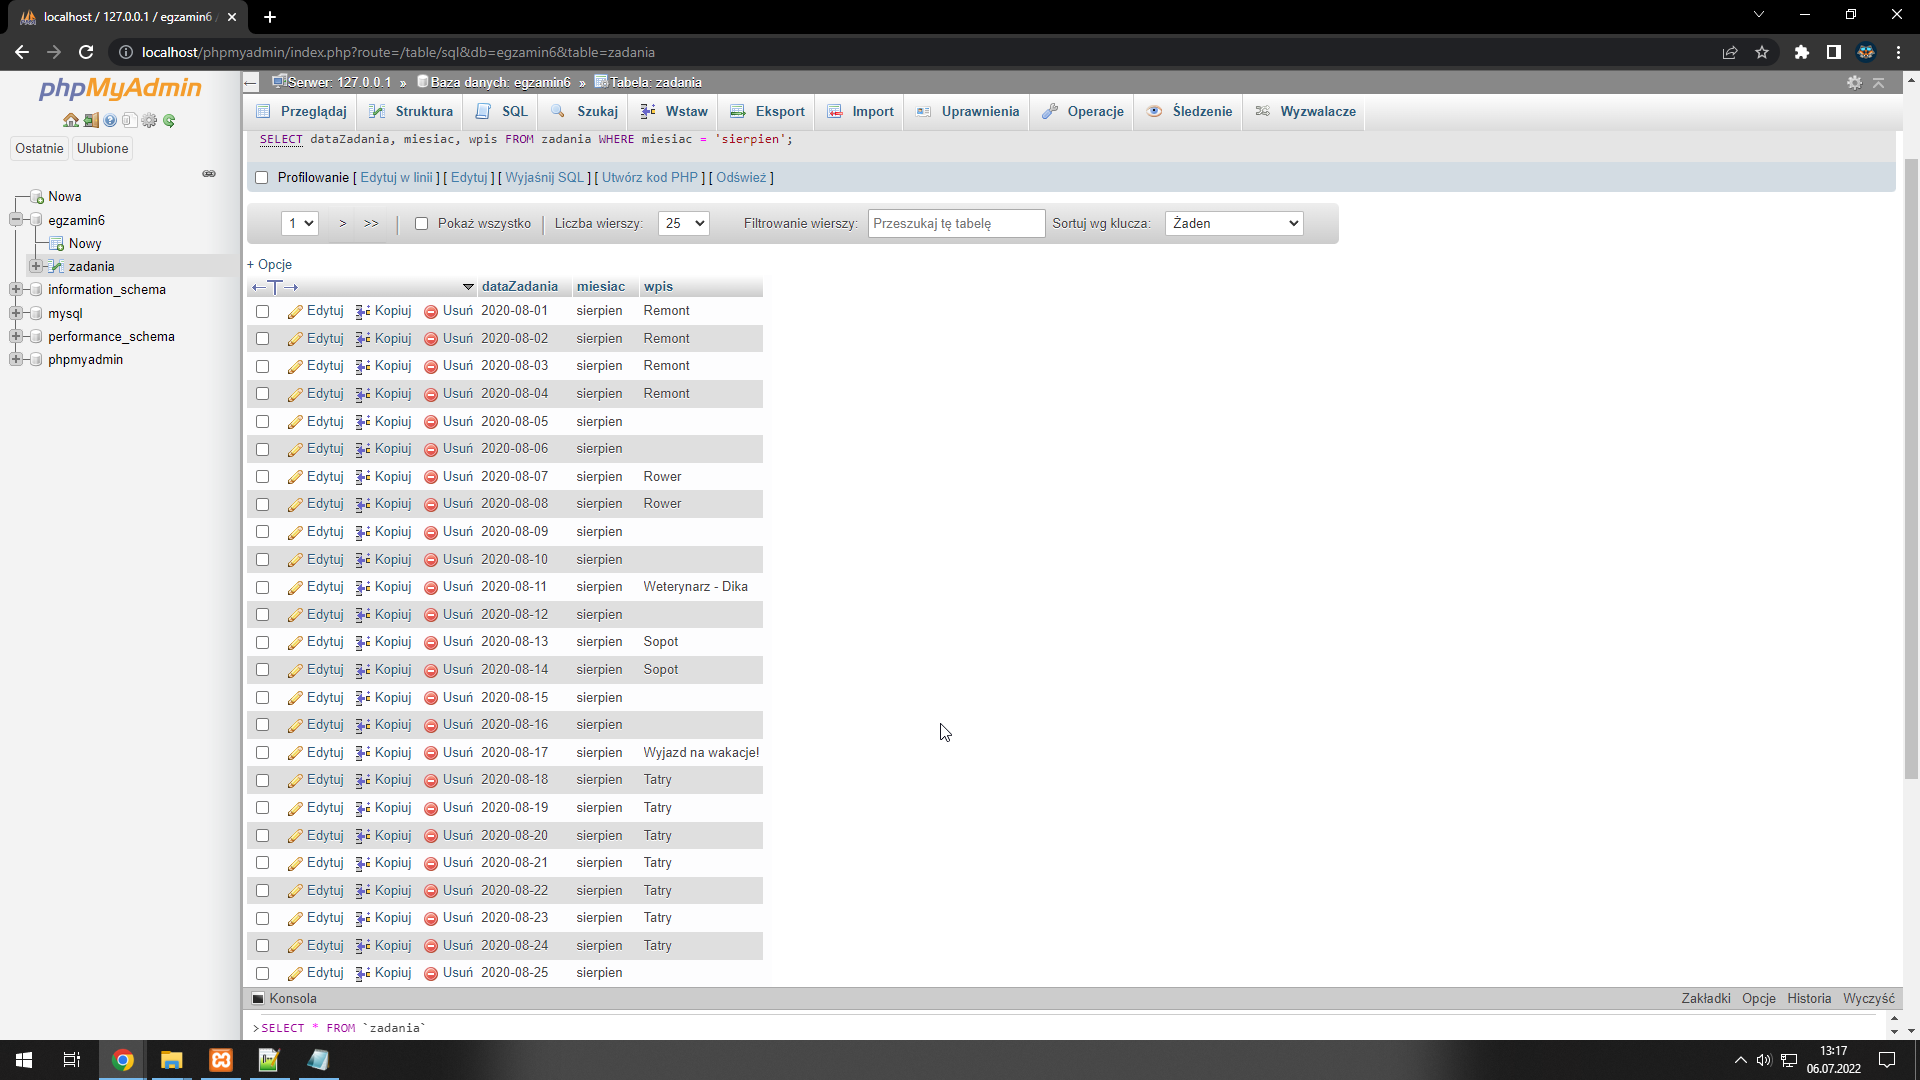 localhost / 127.0.0.1 / egzamin6
localhost/phpmyadmin/index.php?route=/table/sql&db=egzamin6&table=zadania
phpMyAdmin
Ostatnie Ulubione
Nowa
egzamin6
Nowy
zadania
information_schema
mysql
performance_schema
phpmyadmin
Serwer: 127.0.0.1 » Baza danych: egzamin6 » Tabela: zadania
Przeglądaj Struktura SQL Szukaj Wstaw Eksport Import Uprawnienia Operacje Śledzenie Wyzwalacze
SELECT dataZadania, miesiac, wpis FROM zadania WHERE miesiac = 'sierpien';
Profilowanie [ Edytuj w linii ] [ Edytuj ] [ Wyjaśnij SQL ] [ Utwórz kod PHP ] [ Odśwież ]
1 > >> | Pokaż wszystko | Liczba wierszy: 25 Filtrowanie wierszy: Przeszukaj tę tabelę Sortuj wg klucza: Żaden
+ Opcje
←T→ dataZadania miesiac wpis
Edytuj Kopiuj Usuń 2020-08-01 sierpien Remont
Edytuj Kopiuj Usuń 2020-08-02 sierpien Remont
Edytuj Kopiuj Usuń 2020-08-03 sierpien Remont
Edytuj Kopiuj Usuń 2020-08-04 sierpien Remont
Edytuj Kopiuj Usuń 2020-08-05 sierpien
Edytuj Kopiuj Usuń 2020-08-06 sierpien
Edytuj Kopiuj Usuń 2020-08-07 sierpien Rower
Edytuj Kopiuj Usuń 2020-08-08 sierpien Rower
Edytuj Kopiuj Usuń 2020-08-09 sierpien
Edytuj Kopiuj Usuń 2020-08-10 sierpien
Edytuj Kopiuj Usuń 2020-08-11 sierpien Weterynarz - Dika
Edytuj Kopiuj Usuń 2020-08-12 sierpien
Edytuj Kopiuj Usuń 2020-08-13 sierpien Sopot
Edytuj Kopiuj Usuń 2020-08-14 sierpien Sopot
Edytuj Kopiuj Usuń 2020-08-15 sierpien
Edytuj Kopiuj Usuń 2020-08-16 sierpien
Edytuj Kopiuj Usuń 2020-08-17 sierpien Wyjazd na wakacje!
Edytuj Kopiuj Usuń 2020-08-18 sierpien Tatry
Edytuj Kopiuj Usuń 2020-08-19 sierpien Tatry
Edytuj Kopiuj Usuń 2020-08-20 sierpien Tatry
Edytuj Kopiuj Usuń 2020-08-21 sierpien Tatry
Edytuj Kopiuj Usuń 2020-08-22 sierpien Tatry
Edytuj Kopiuj Usuń 2020-08-23 sierpien Tatry
Edytuj Kopiuj Usuń 2020-08-24 sierpien Tatry
Edytuj Kopiuj Usuń 2020-08-25 sierpien
Konsola Zakładki Opcje Historia Wyczyść
>SELECT * FROM `zadania`
13:17
06.07.2022